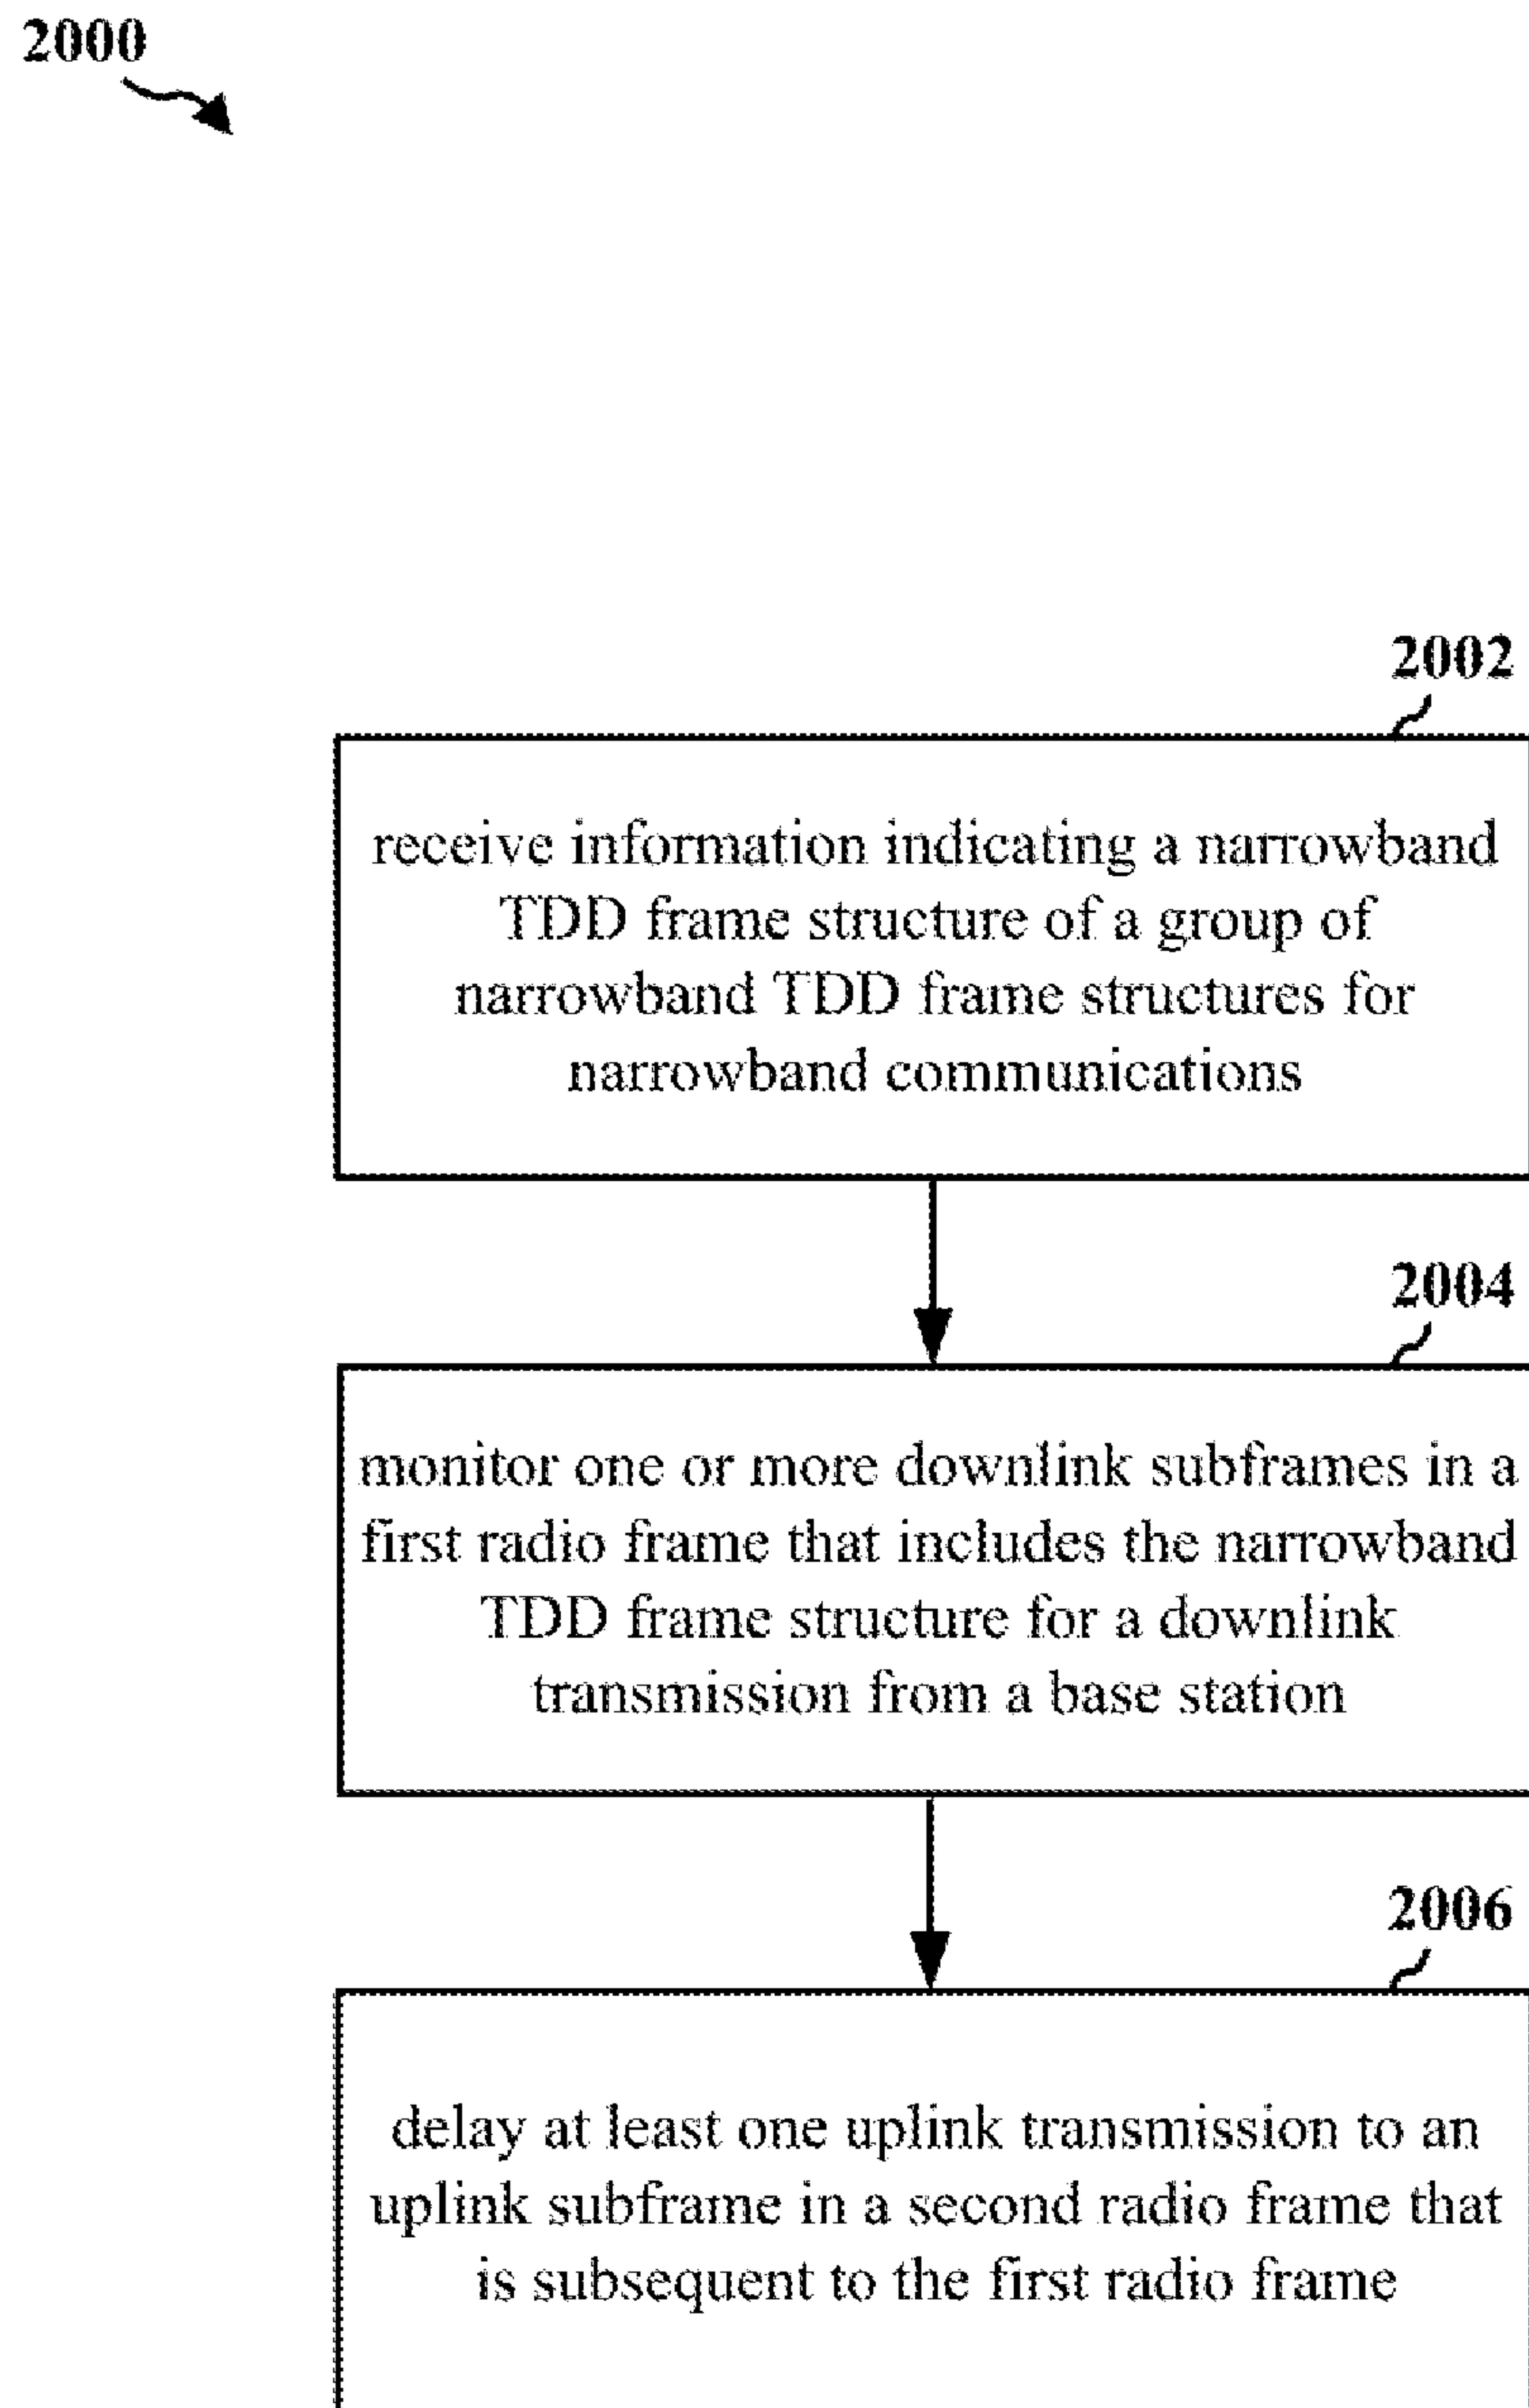 2000
2002
receive information indicating a narrowband
TDD frame structure of a group of
narrowband TDD frame structures for
narrowband communications
2004
monitor one or more downlink subframes in a
first radio frame that includes the narrowband
TDD frame structure for a downlink
transmission from a base station
2006
delay at least one uplink transmission to an
uplink subframe in a second radio frame that
is subsequent to the first radio frame